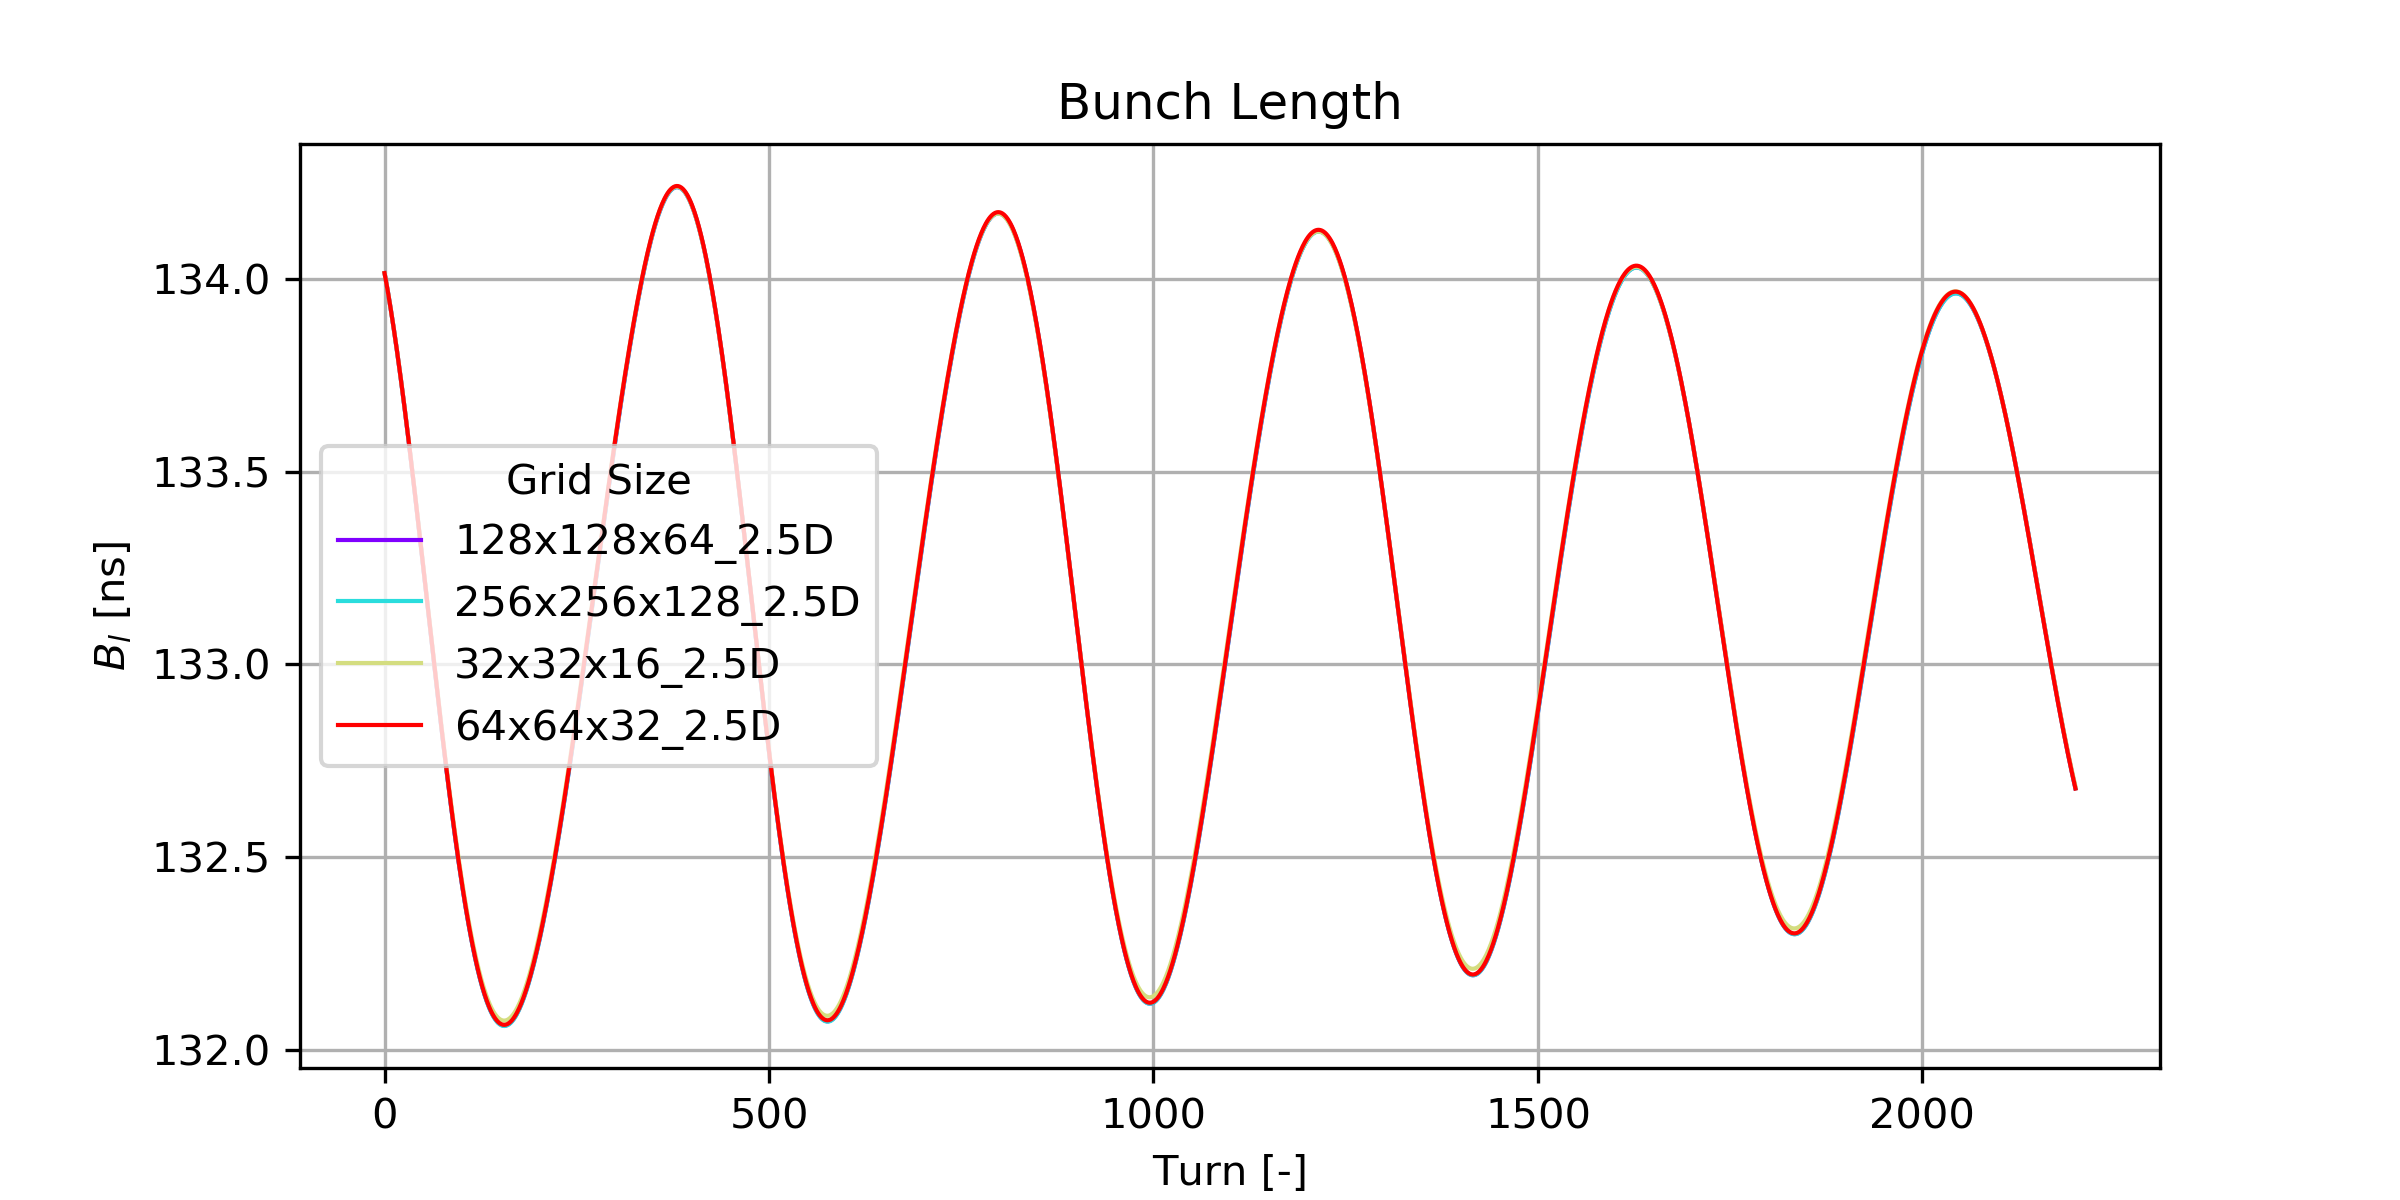 Bunch Length
B_l [ns]
134.0
133.5
133.0
132.5
132.0
Grid Size
128x128x64_2.5D
256x256x128_2.5D
32x32x16_2.5D
64x64x32_2.5D
0 500 1000 1500 2000
Turn [-]